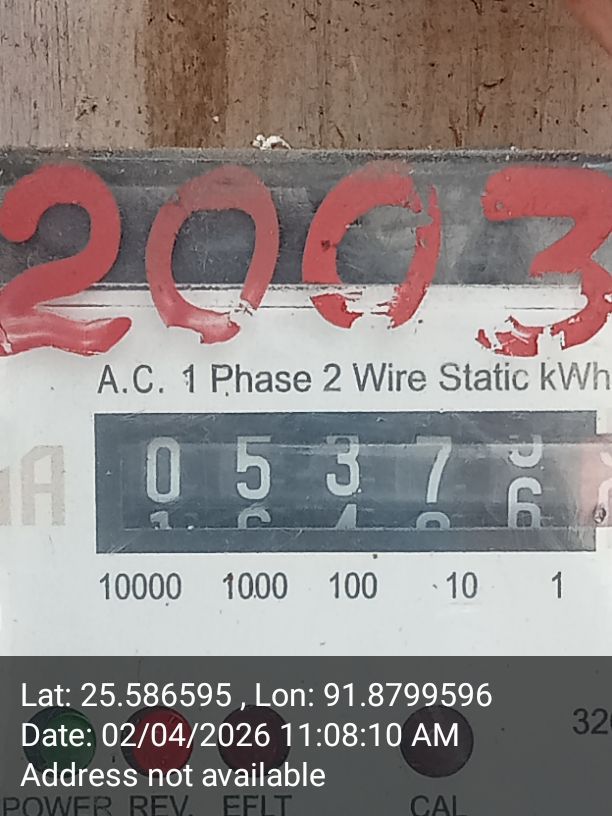 2003
A.C. 1 Phase 2 Wire Static kWh
0 5 3 7
10000 1000 100 10 1
Lat: 25.586595 , Lon: 91.8799596
Date: 02/04/2026 11:08:10 AM
320
Address not available
POWER REV. EFLT CAL